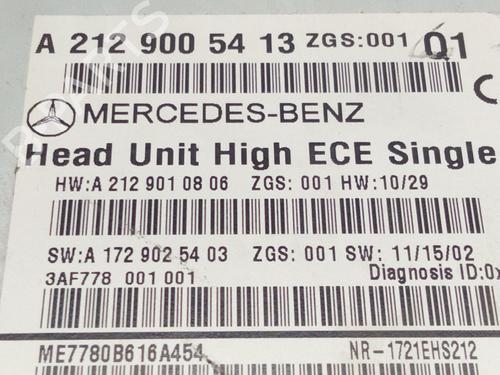 A 212 900 54 13 ZGS:001 Q1
MERCEDES-BENZ
Head Unit High ECE Single
HW:A 212 901 08 06 ZGS: 001 HW:10/29
SW:A 172 902 54 03 ZGS: 001 SW: 11/15/02
3AF778 001 001 Diagnosis ID:0x
ME7780B616A454 NR-1721EHS212